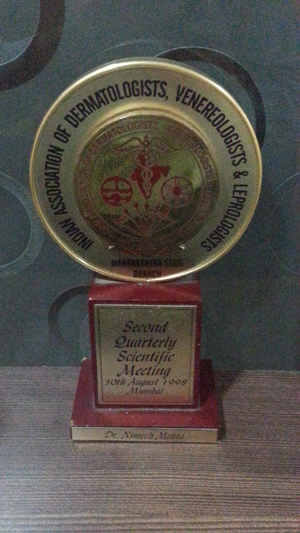 INDIAN ASSOCIATION OF DERMATOLOGISTS, VENEREOLOGISTS & LEPROLOGISTS
MAHARASHTRA STATE
BRANCH
Second
Quarterly
Scientific
Meeting
30th August 1998
Mumbai
Dr. Nimesh Mehta